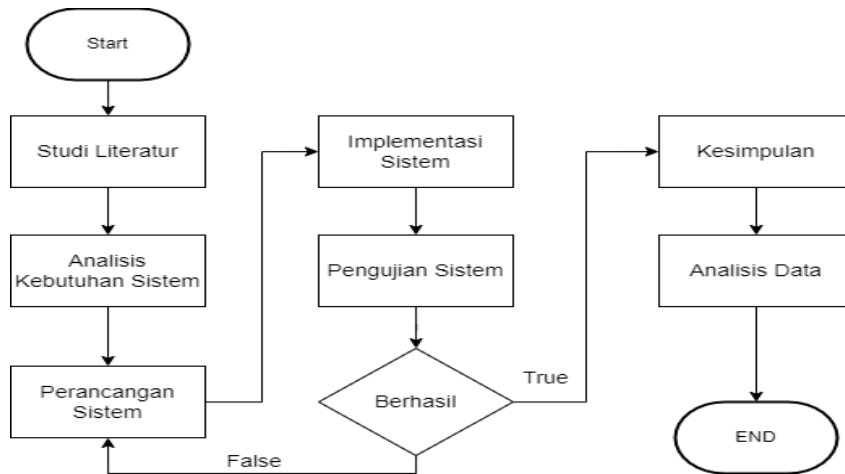 Start
Studi Literatur
Analisis
Kebutuhan Sistem
Perancangan
Sistem
Implementasi
Sistem
Pengujian Sistem
Berhasil
True
False
Kesimpulan
Analisis Data
END